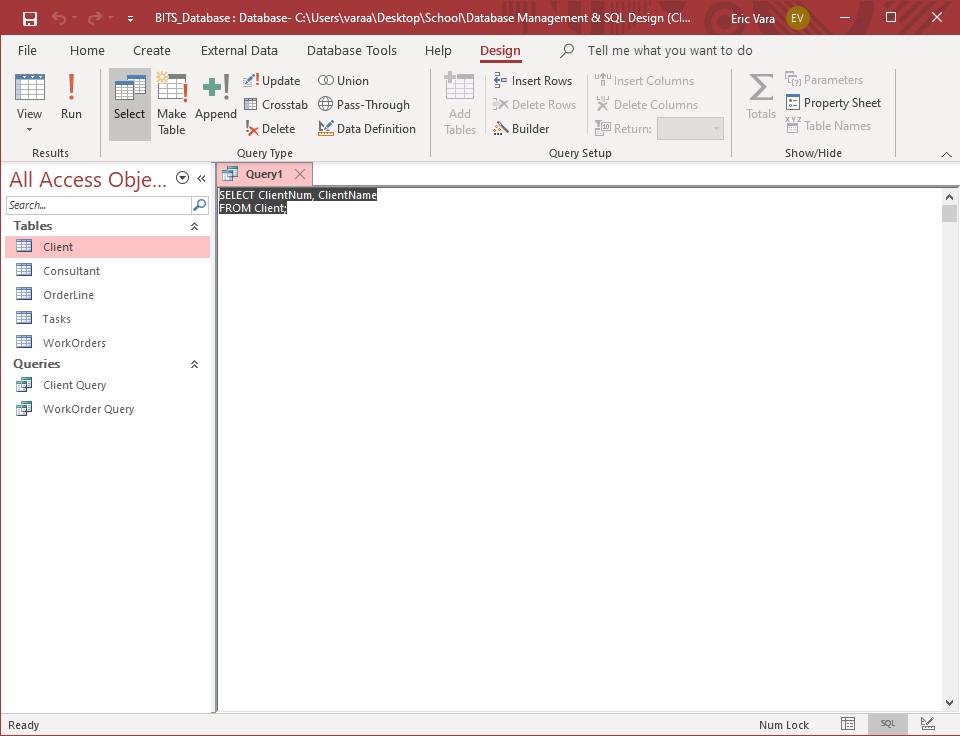 BITS_Database : Database- C:\Users\varaa\Desktop\School\Database Management & SQL Design (Cl...
Eric Vara
EV
File Home Create External Data Database Tools Help Design Tell me what you want to do
View
Run
Results
Select
Make Table
Append
Update
Crosstab
Delete
Union
Pass-Through
Data Definition
Query Type
Add Tables
Insert Rows
Delete Rows
Builder
Insert Columns
Delete Columns
Return:
Query Setup
Totals
Parameters
Property Sheet
XYZ
Table Names
Show/Hide
All Access Obje...
Search...
Tables
Client
Consultant
OrderLine
Tasks
WorkOrders
Queries
Client Query
WorkOrder Query
Query1
SELECT ClientNum, ClientName
FROM Client;
Ready
Num Lock
SQL